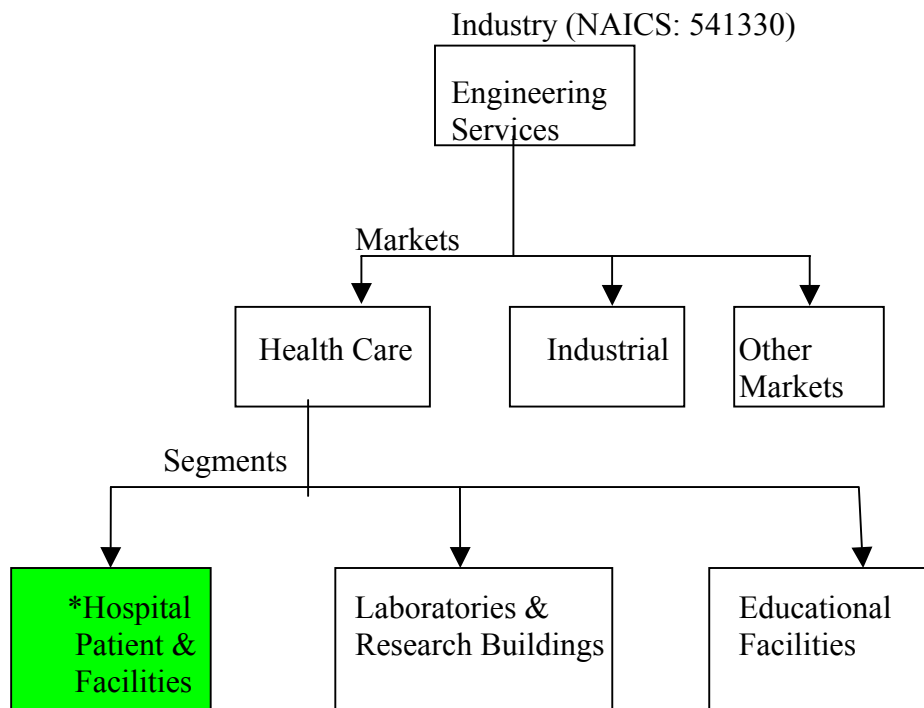 Industry (NAICS: 541330)
Engineering
Services
Markets
Health Care
Industrial
Other
Markets
Segments
*Hospital
Patient &
Facilities
Laboratories &
Research Buildings
Educational
Facilities